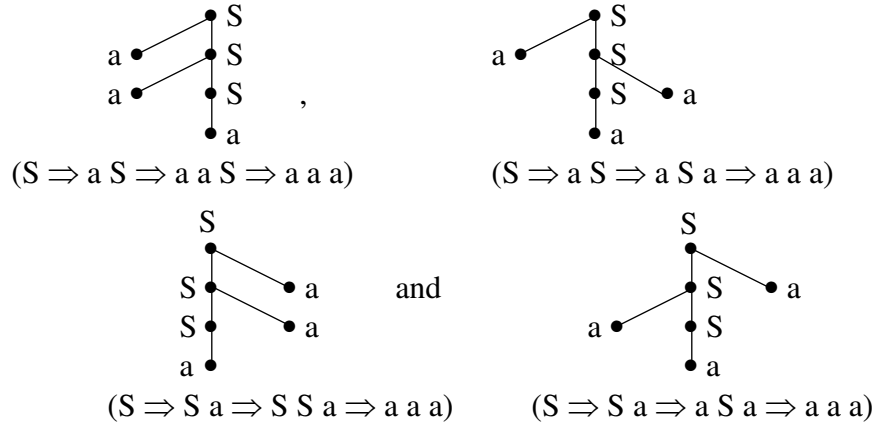 S S
a S a S
a S , S a
a a
(S ⇒ a S ⇒ a a S ⇒ a a a) (S ⇒ a S ⇒ a S a ⇒ a a a)
S S
S a and S a
S a a S
a a
(S ⇒ S a ⇒ S S a ⇒ a a a) (S ⇒ S a ⇒ a S a ⇒ a a a)